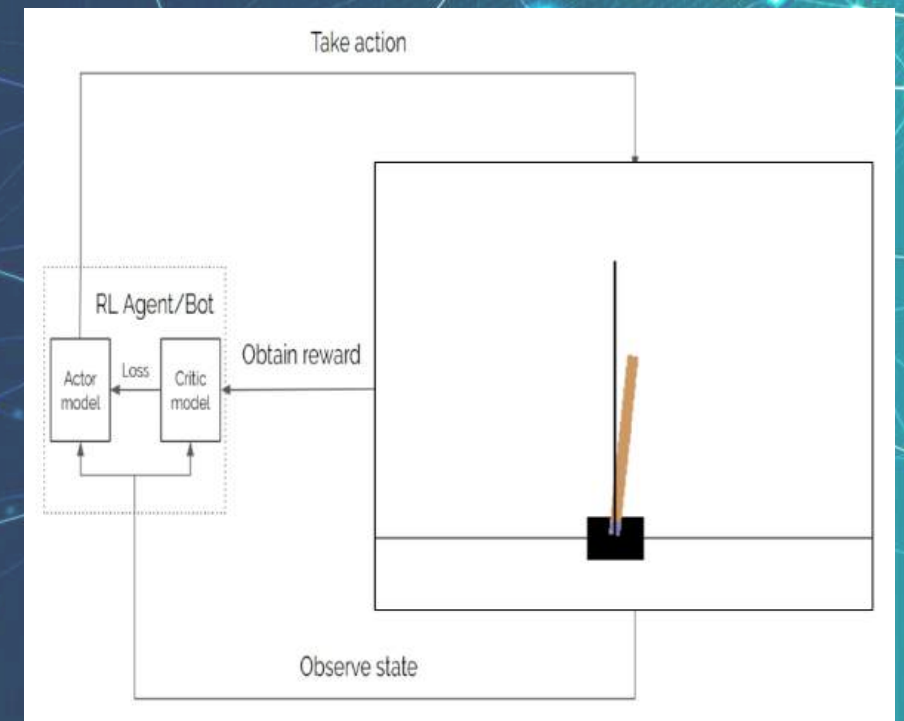 Take action
RL Agent/Bot
Actor
model
Loss
Critic
model
Obtain reward
Observe state